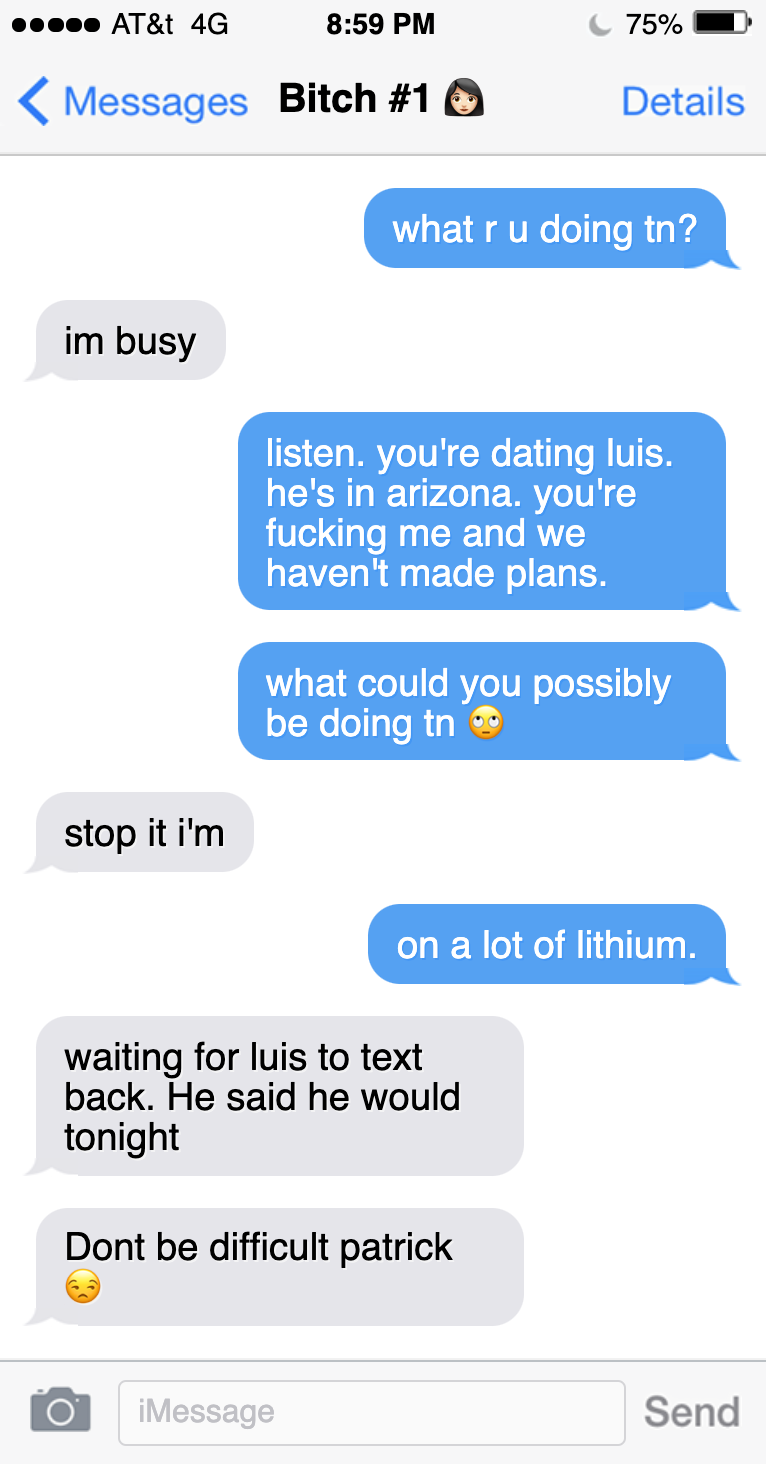 AT&t 4G 8:59 PM 75%
Messages Bitch #1 👩🏻 Details
what r u doing tn?
im busy
listen. you're dating luis.
he's in arizona. you're
fucking me and we
haven't made plans.
what could you possibly
be doing tn 🙄
stop it i'm
on a lot of lithium.
waiting for luis to text
back. He said he would
tonight
Dont be difficult patrick
😒
iMessage Send